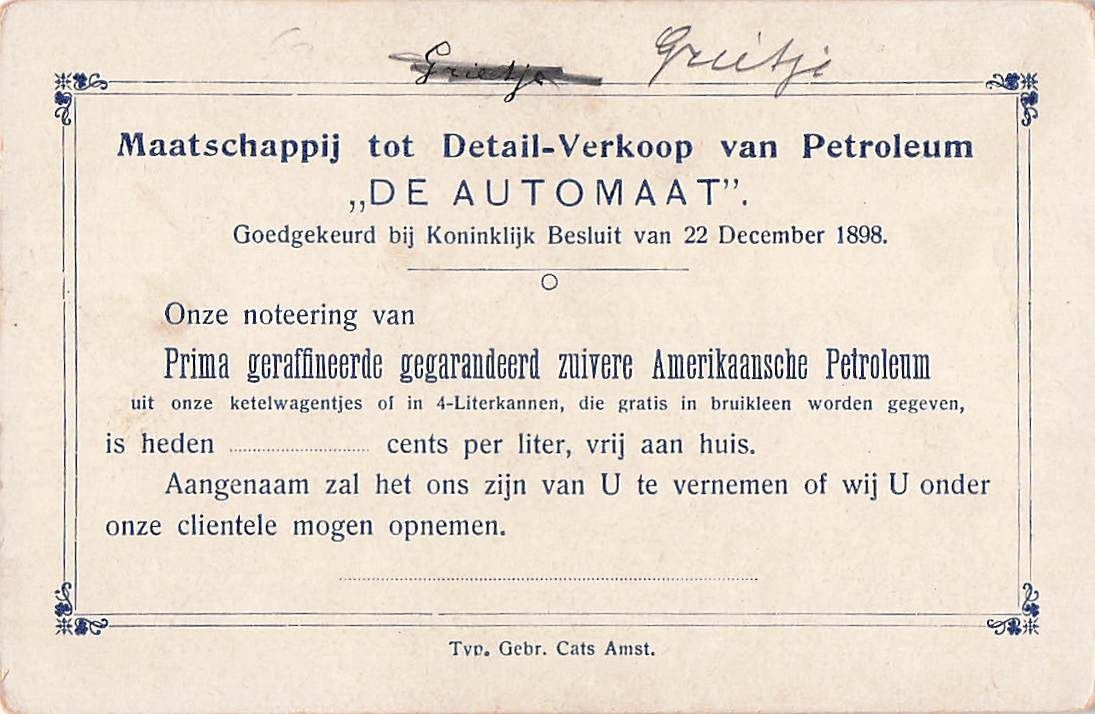 Grietje Grietje
Maatschappij tot Detail-Verkoop van Petroleum
„DE AUTOMAAT”.
Goedgekeurd bij Koninklijk Besluit van 22 December 1898.
Onze noteering van
Prima geraffineerde gegarandeerd zuivere Amerikaansche Petroleum
uit onze ketelwagentjes of in 4-Literkannen, die gratis in bruikleen worden gegeven,
is heden .......................... cents per liter, vrij aan huis.
Aangenaam zal het ons zijn van U te vernemen of wij U onder
onze clientele mogen opnemen.
Typ. Gebr. Cats Amst.